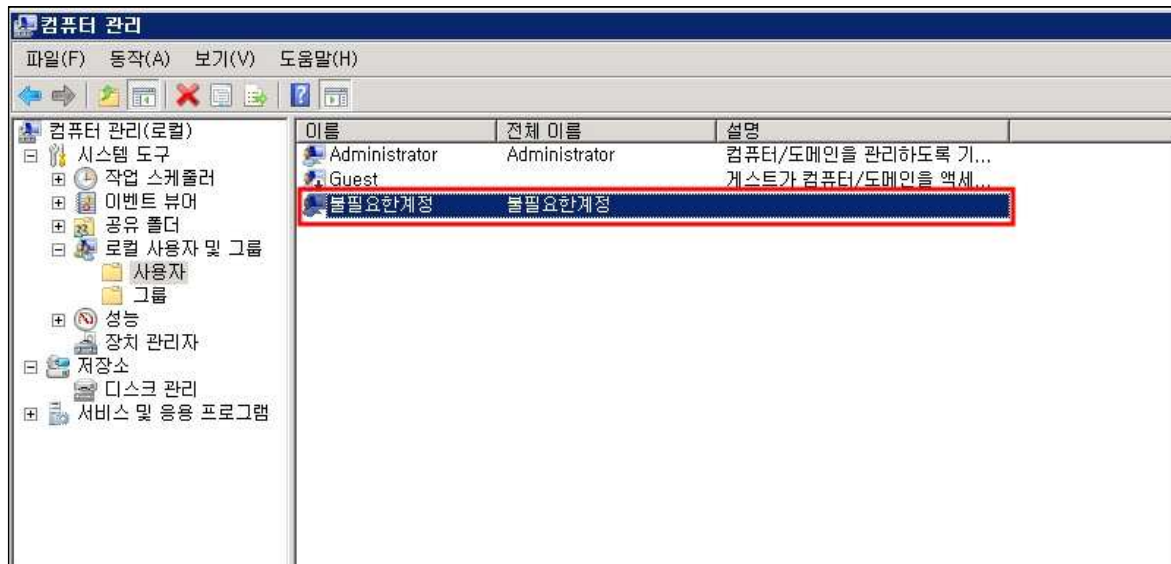 컴퓨터 관리
파일(F) 동작(A) 보기(V) 도움말(H)
컴퓨터 관리(로컬)
시스템 도구
작업 스케줄러
이벤트 뷰어
공유 폴더
로컬 사용자 및 그룹
사용자
그룹
성능
장치 관리자
저장소
디스크 관리
서비스 및 응용 프로그램
이름 전체 이름 설명
Administrator Administrator 컴퓨터/도메인을 관리하도록 기...
Guest 게스트가 컴퓨터/도메인을 액세...
불필요한계정 불필요한계정